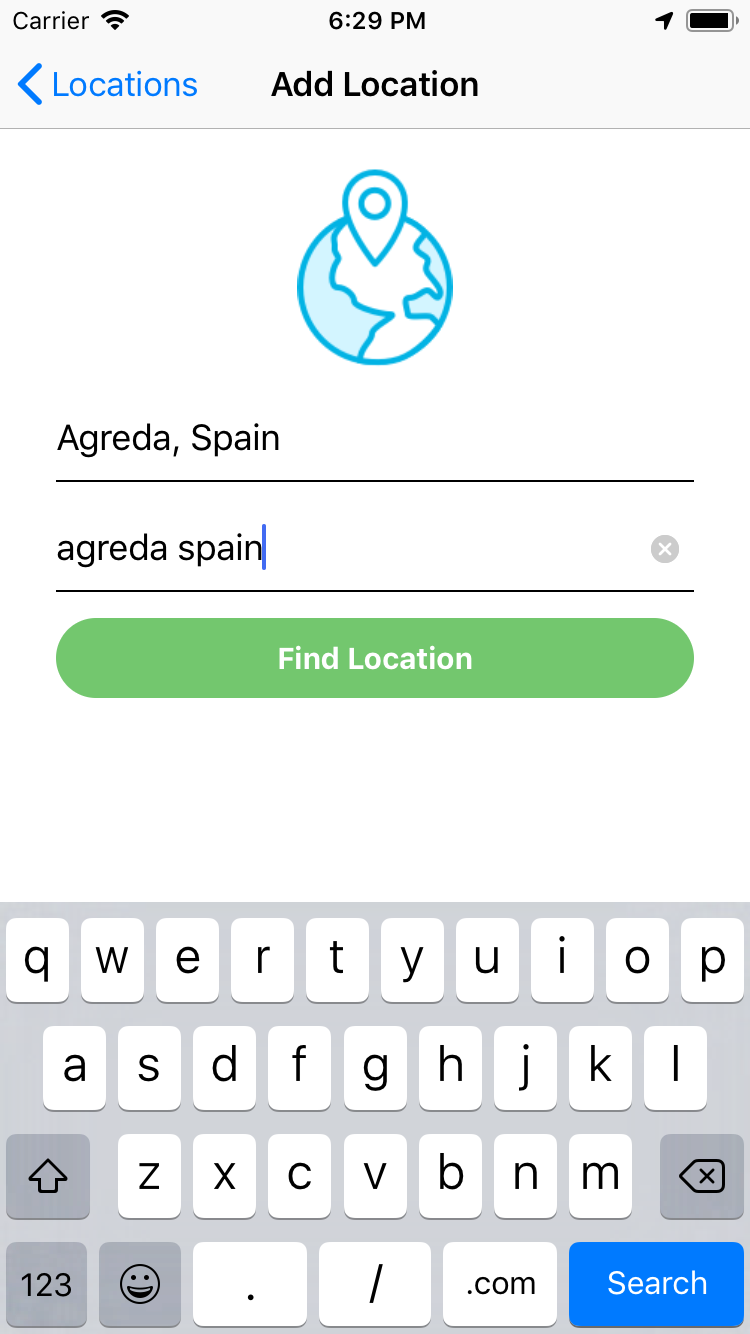 Carrier 6:29 PM
Locations Add Location
Agreda, Spain
agreda spain
Find Location
q w e r t y u i o p
a s d f g h j k l
z x c v b n m
123 . / .com Search